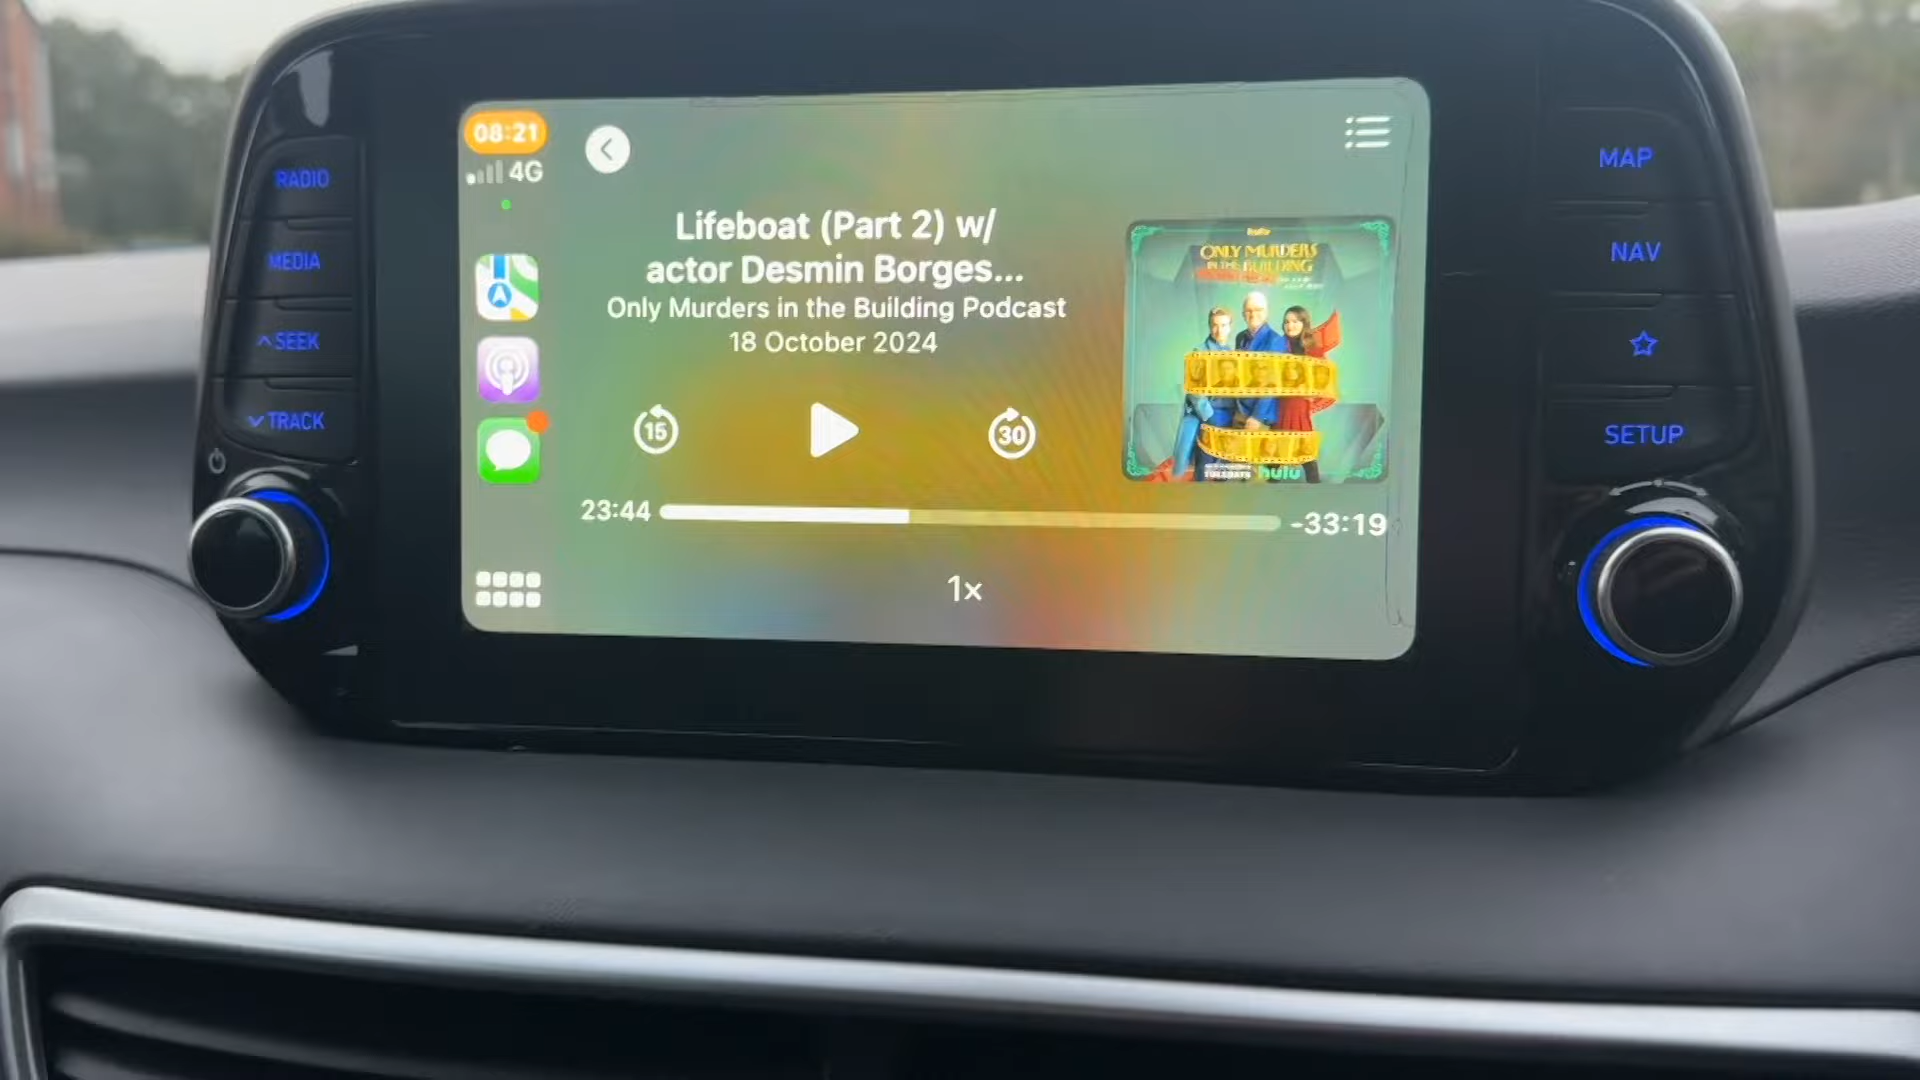 08:21
4G
RADIO
MEDIA
SEEK
TRACK
Lifeboat (Part 2) w/
actor Desmin Borges...
Only Murders in the Building Podcast
18 October 2024
15
30
23:44
-33:19
1x
hulu
ONLY MURDERS
IN THE BUILDING
TUESDAYS
hulu
MAP
NAV
SETUP